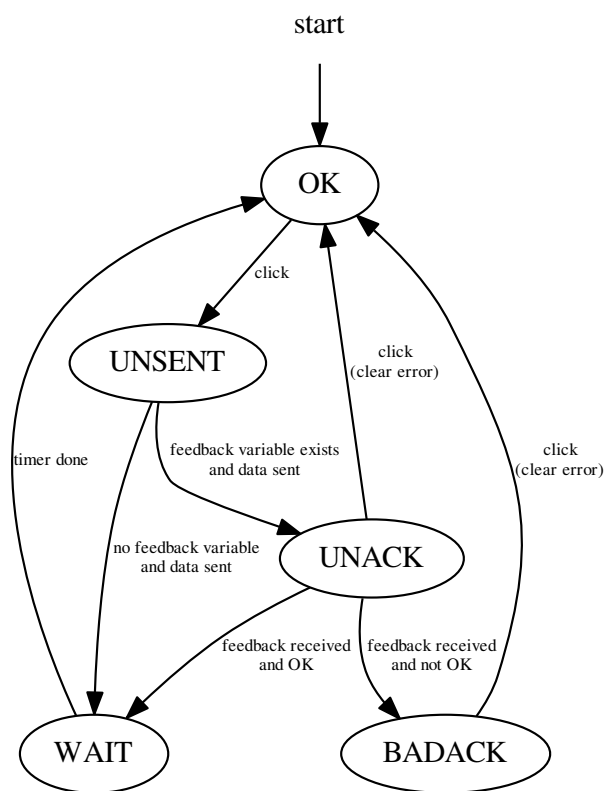 start
OK
click
UNSENT
click
(clear error)
timer done
feedback variable exists
and data sent
click
(clear error)
no feedback variable
and data sent
UNACK
feedback received
and OK
feedback received
and not OK
WAIT
BADACK